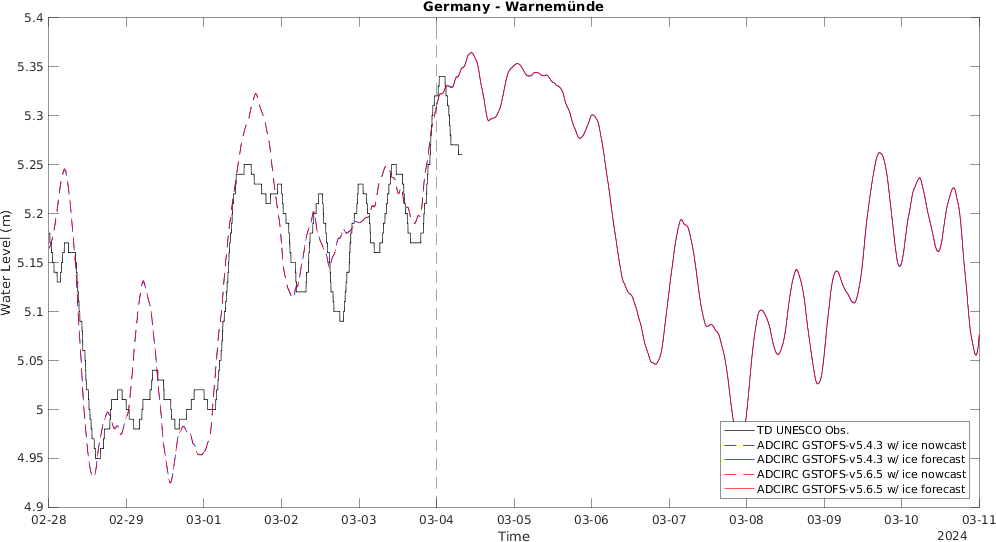 Germany - Warnemünde
5.4
5.35
5.3
5.25
5.2
5.15
5.1
5.05
5
4.95
4.9
Water Level (m)
TD UNESCO Obs.
ADCIRC GSTOFS-v5.4.3 w/ ice nowcast
ADCIRC GSTOFS-v5.4.3 w/ ice forecast
ADCIRC GSTOFS-v5.6.5 w/ ice nowcast
ADCIRC GSTOFS-v5.6.5 w/ ice forecast
02-28 02-29 03-01 03-02 03-03 03-04 03-05 03-06 03-07 03-08 03-09 03-10 03-11
Time
2024